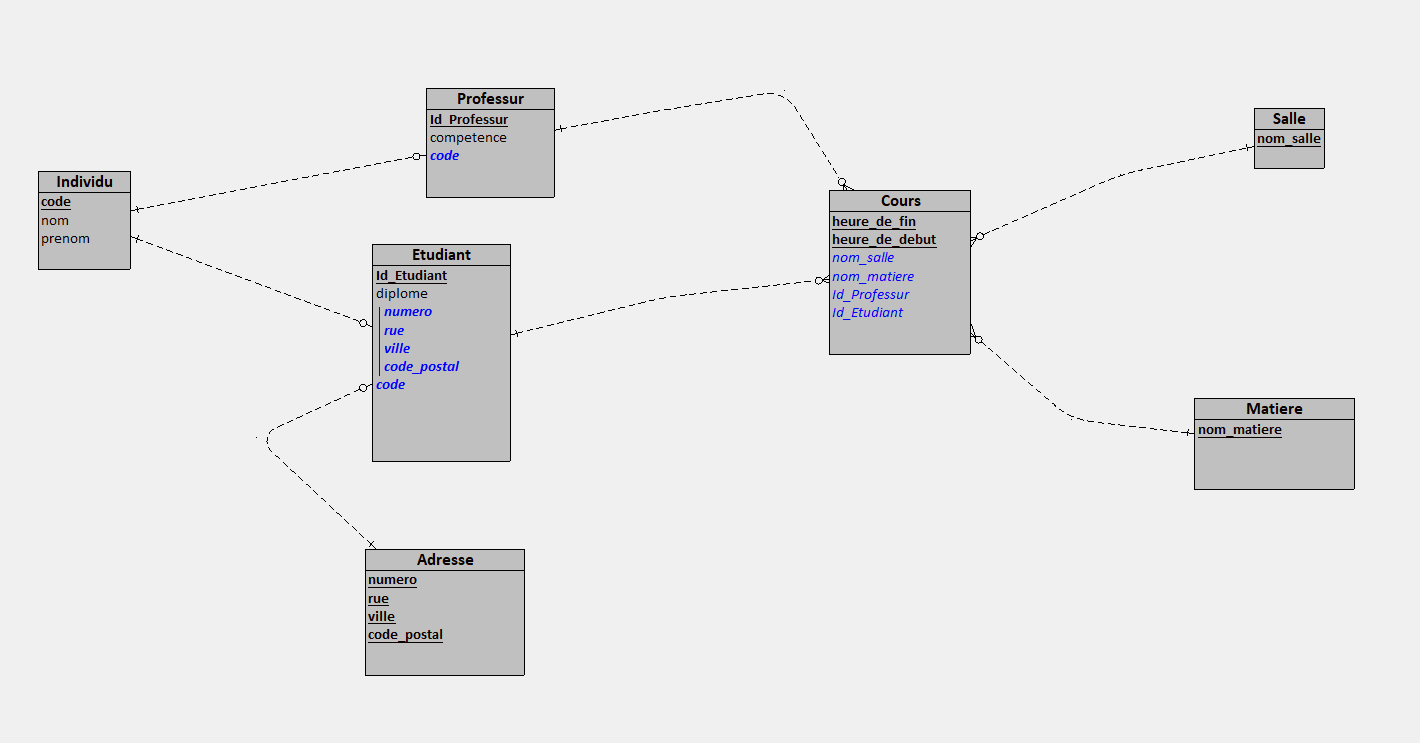 Professur
Id_Professur
competence
code
Individu
code
nom
prenom
Etudiant
Id_Etudiant
diplome
numero
rue
ville
code_postal
code
Adresse
numero
rue
ville
code_postal
Cours
heure_de_fin
heure_de_debut
nom_salle
nom_matiere
Id_Professur
Id_Etudiant
Salle
nom_salle
Matiere
nom_matiere